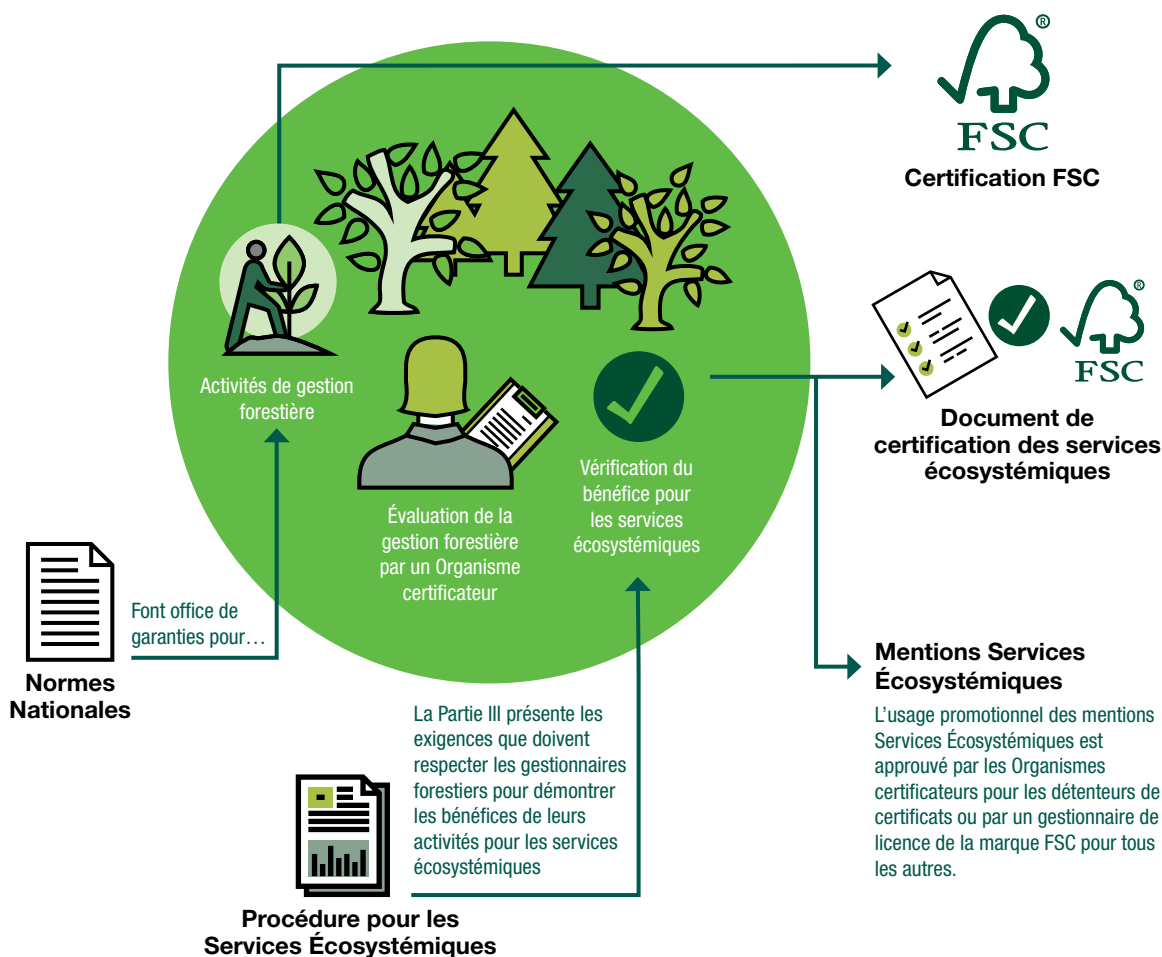 ®
FSC
Certification FSC
Activités de gestion
forestière
Évaluation de la
gestion forestière
par un Organisme
certificateur
Vérification du
bénéfice pour
les services
écosystémiques
®
FSC
Document de
certification des services
écosystémiques
Font office de
garanties pour…
Normes
Nationales
La Partie III présente les
exigences que doivent
respecter les gestionnaires
forestiers pour démontrer
les bénéfices de leurs
activités pour les services
écosystémiques
Procédure pour les
Services Écosystémiques
Mentions Services
Écosystémiques
L’usage promotionnel des mentions
Services Écosystémiques est
approuvé par les Organismes
certificateurs pour les détenteurs de
certificats ou par un gestionnaire de
licence de la marque FSC pour tous
les autres.